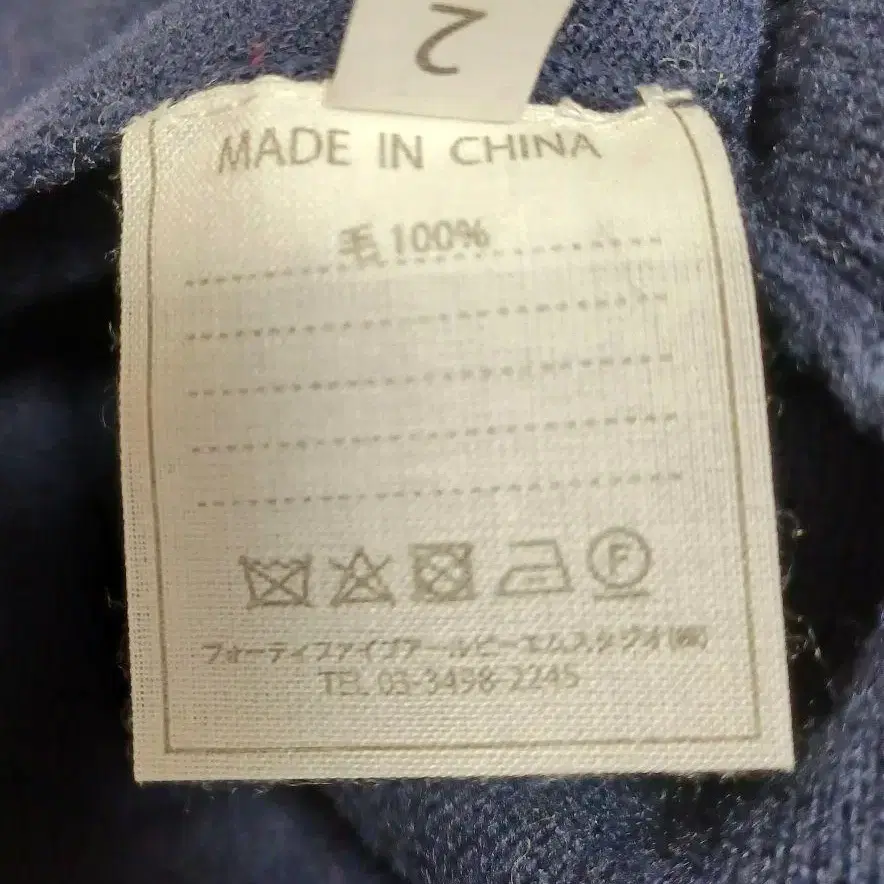 2
MADE IN CHINA
毛100%
F
フォーティファイブアールピーエムスタジオ(株)
TEL 03-3498-2245